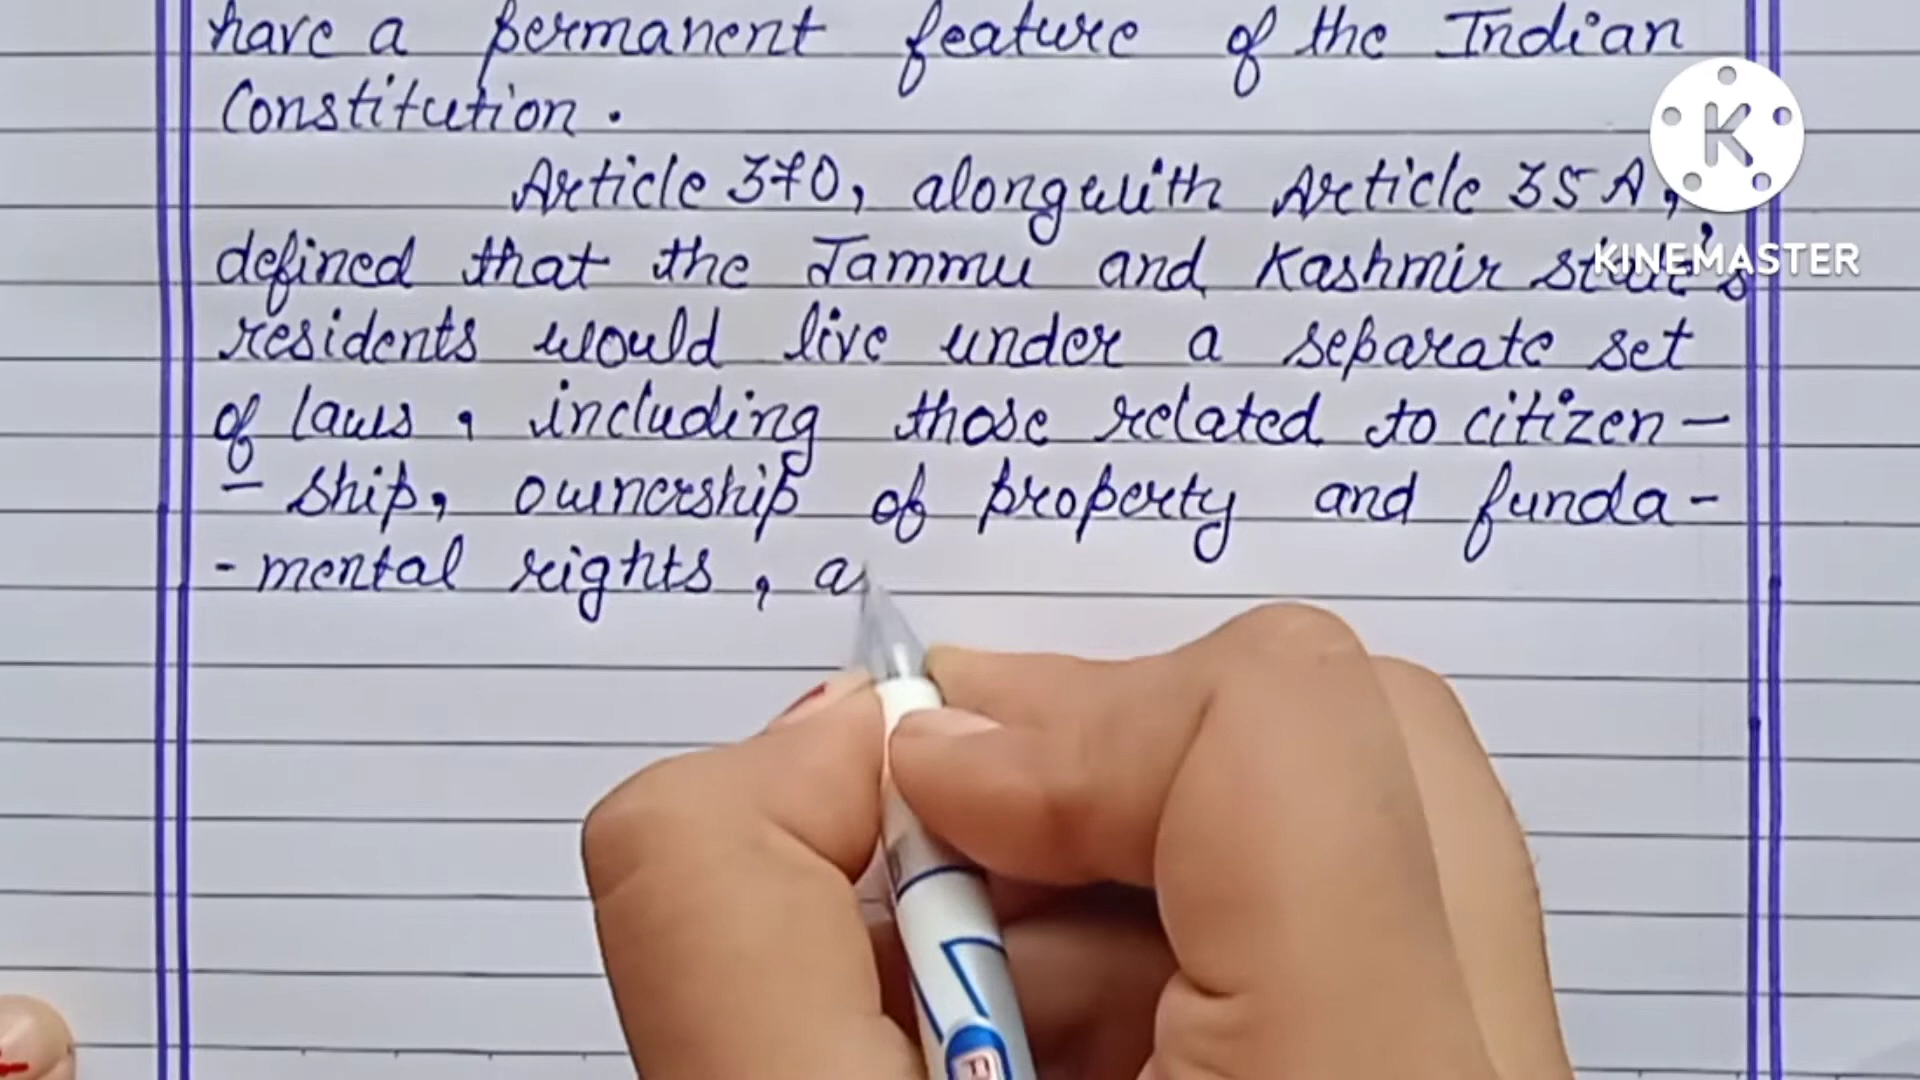 have a permanent feature of the Indian
Constitution.
Article 370, alongwith Article 35A,
defined that the Jammu and Kashmir state's
residents would live under a separate set
of laws, including those related to citizen-
- ship, ownership of property and funda-
- mental rights, as
K
KINEMASTER